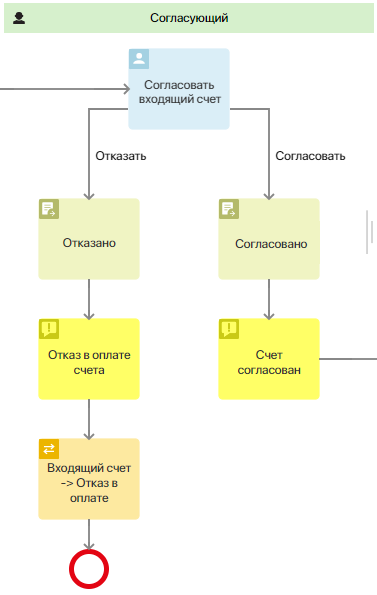 Согласующий
Согласовать
входящий счет
Отказать
Согласовать
Отказано
Согласовано
Отказ в оплате
счета
Счет
согласован
Входящий счет
-> Отказ в
оплате